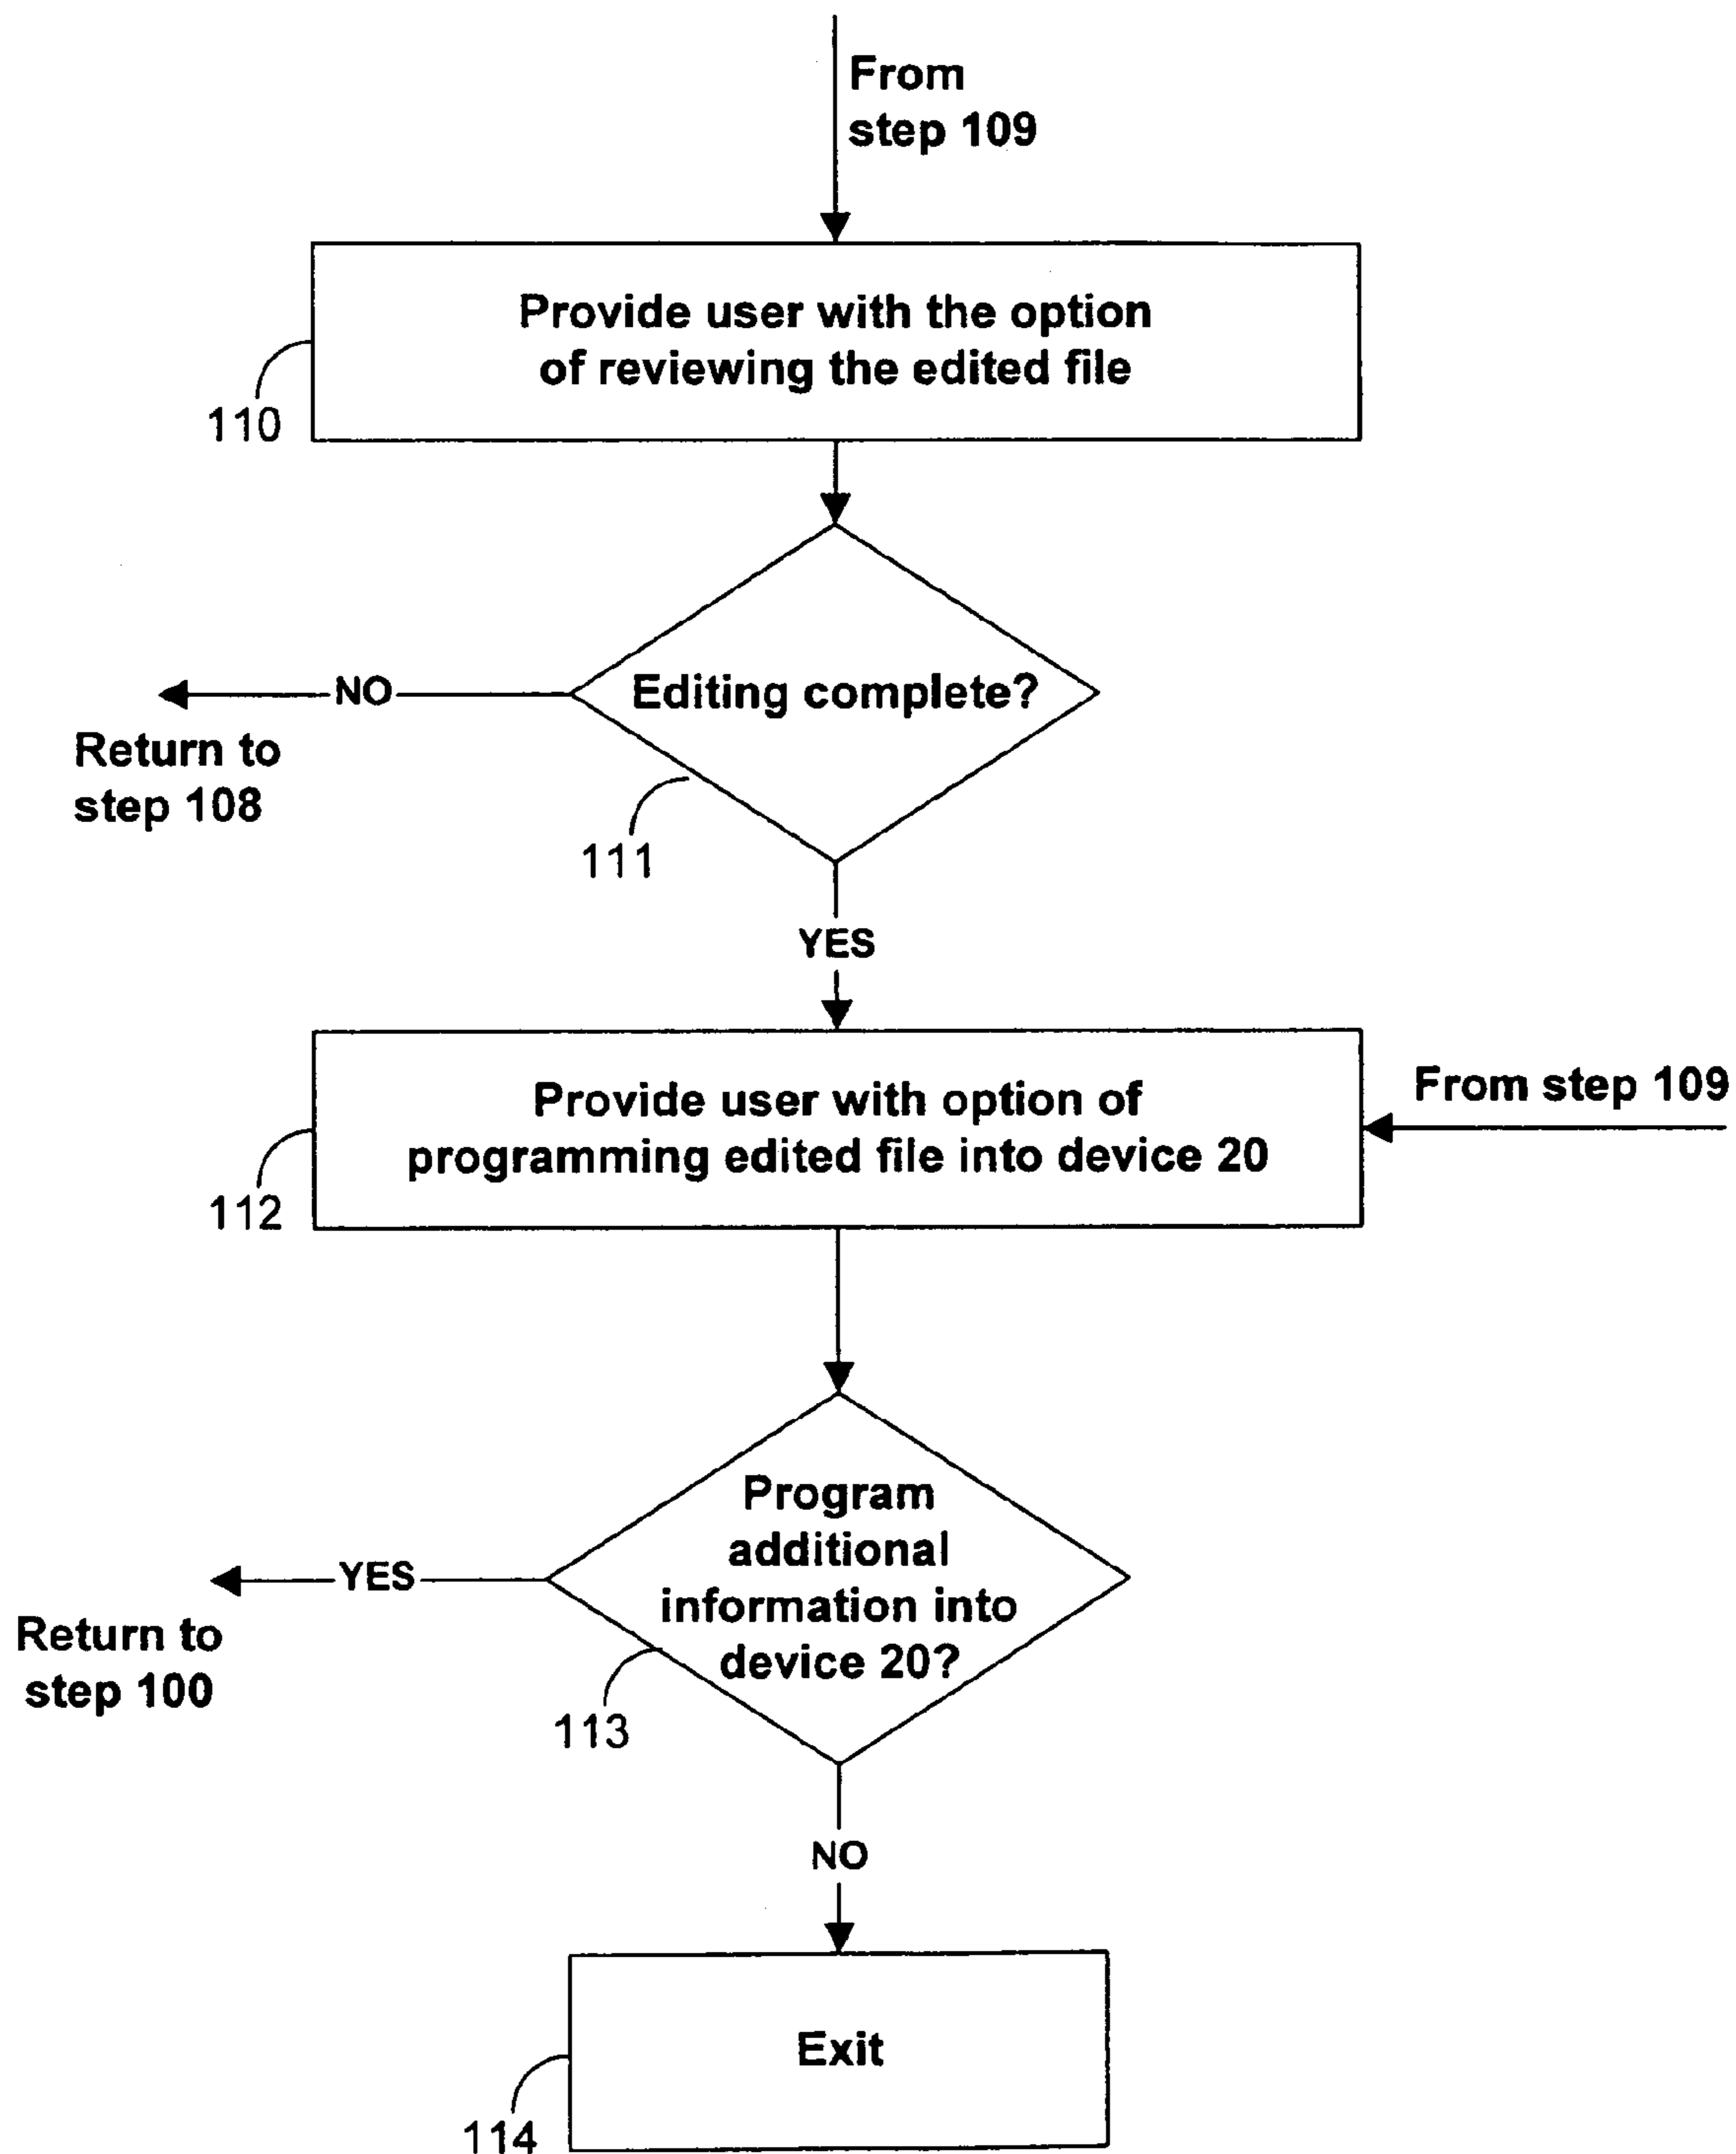 From
step 109
Provide user with the option
of reviewing the edited file
110
Editing complete?
NO
Return to
step 108
111
YES
From step 109
Provide user with option of
programming edited file into device 20
112
Program
additional
information into
device 20?
YES
Return to
step 100
113
NO
Exit
114